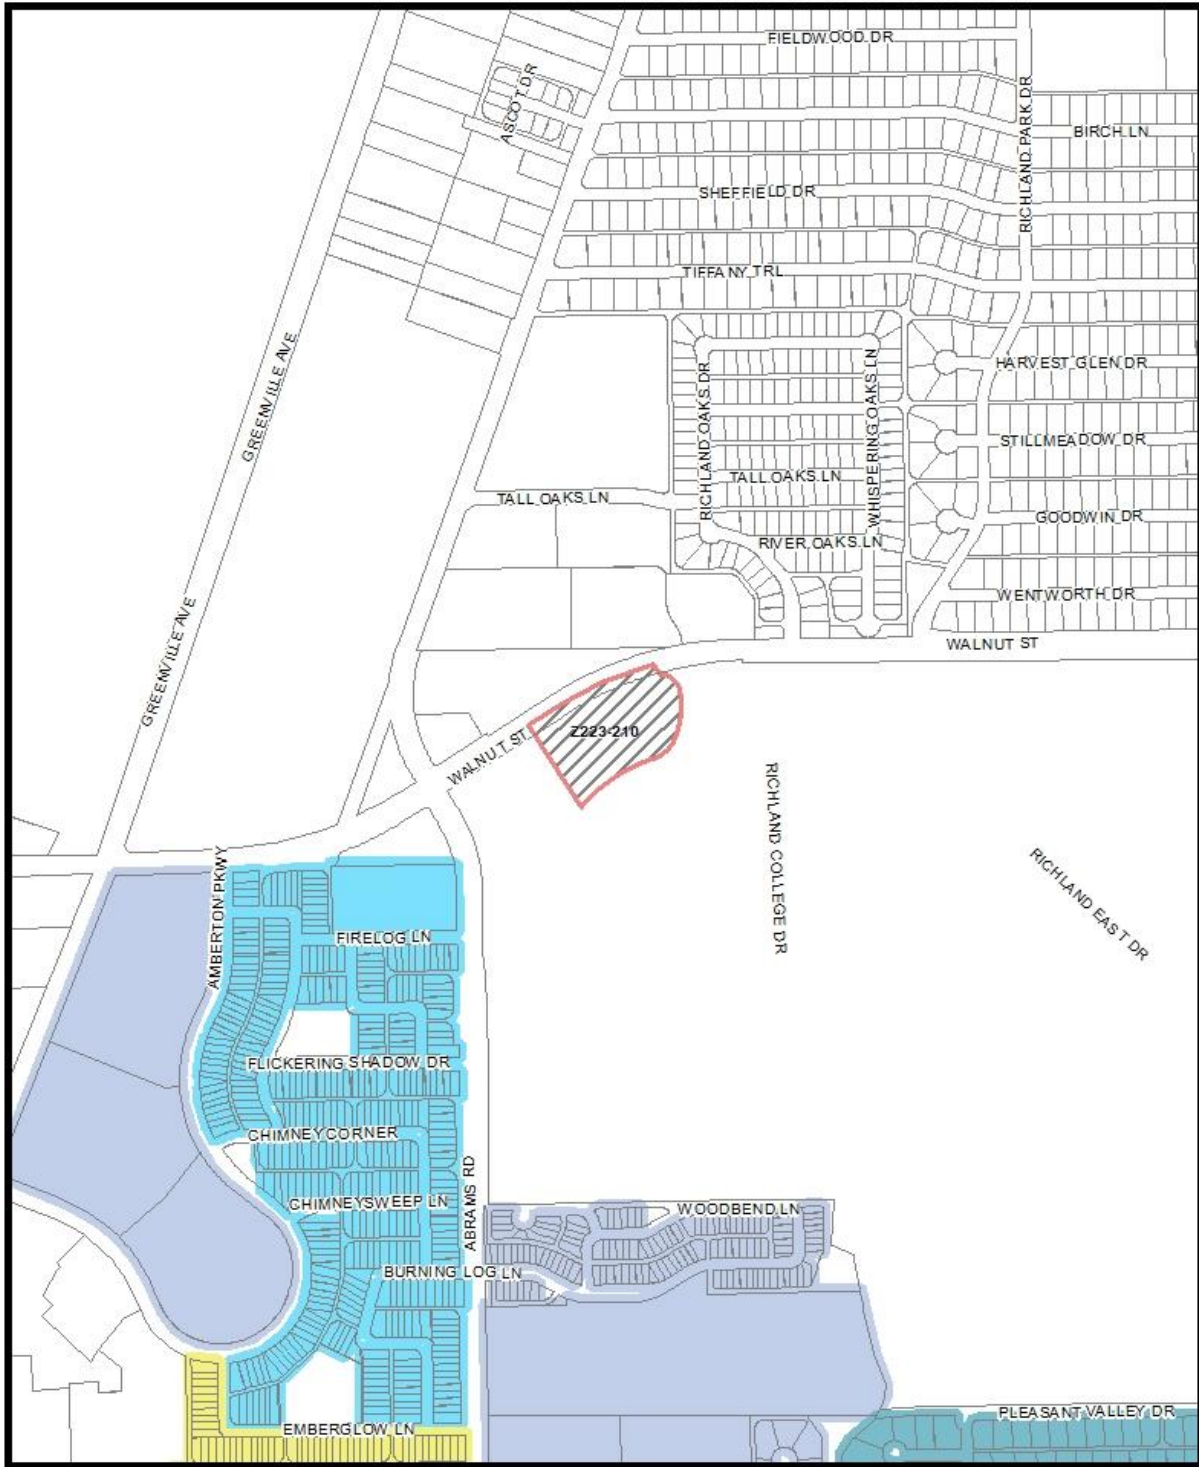 FIELDWOOD DR
ASCOT DR
RICHLAND PARK DR
BIRCH LN
SHEFFIELD DR
TIFFANY TRL
GREENVILLE AVE
RICHLAND OAKS DR
WHISPERING OAKS LN
HARVEST GLEN DR
STILLMEADOW DR
TALL OAKS LN
TALL OAKS LN
GOODWIN DR
RIVER OAKS LN
WENTWORTH DR
GREENVILLE AVE
WALNUT ST
WALNUT ST
Z223-210
RICHLAND COLLEGE DR
RICHLAND EAST DR
AMBERTON PKWY
FIRELOG LN
FLICKERING SHADOW DR
CHIMNEY CORNER
CHIMNEYSWEEP LN
ABRAMS RD
WOODBEND LN
BURNING LOG LN
EMBERGLOW LN
PLEASANT VALLEY DR